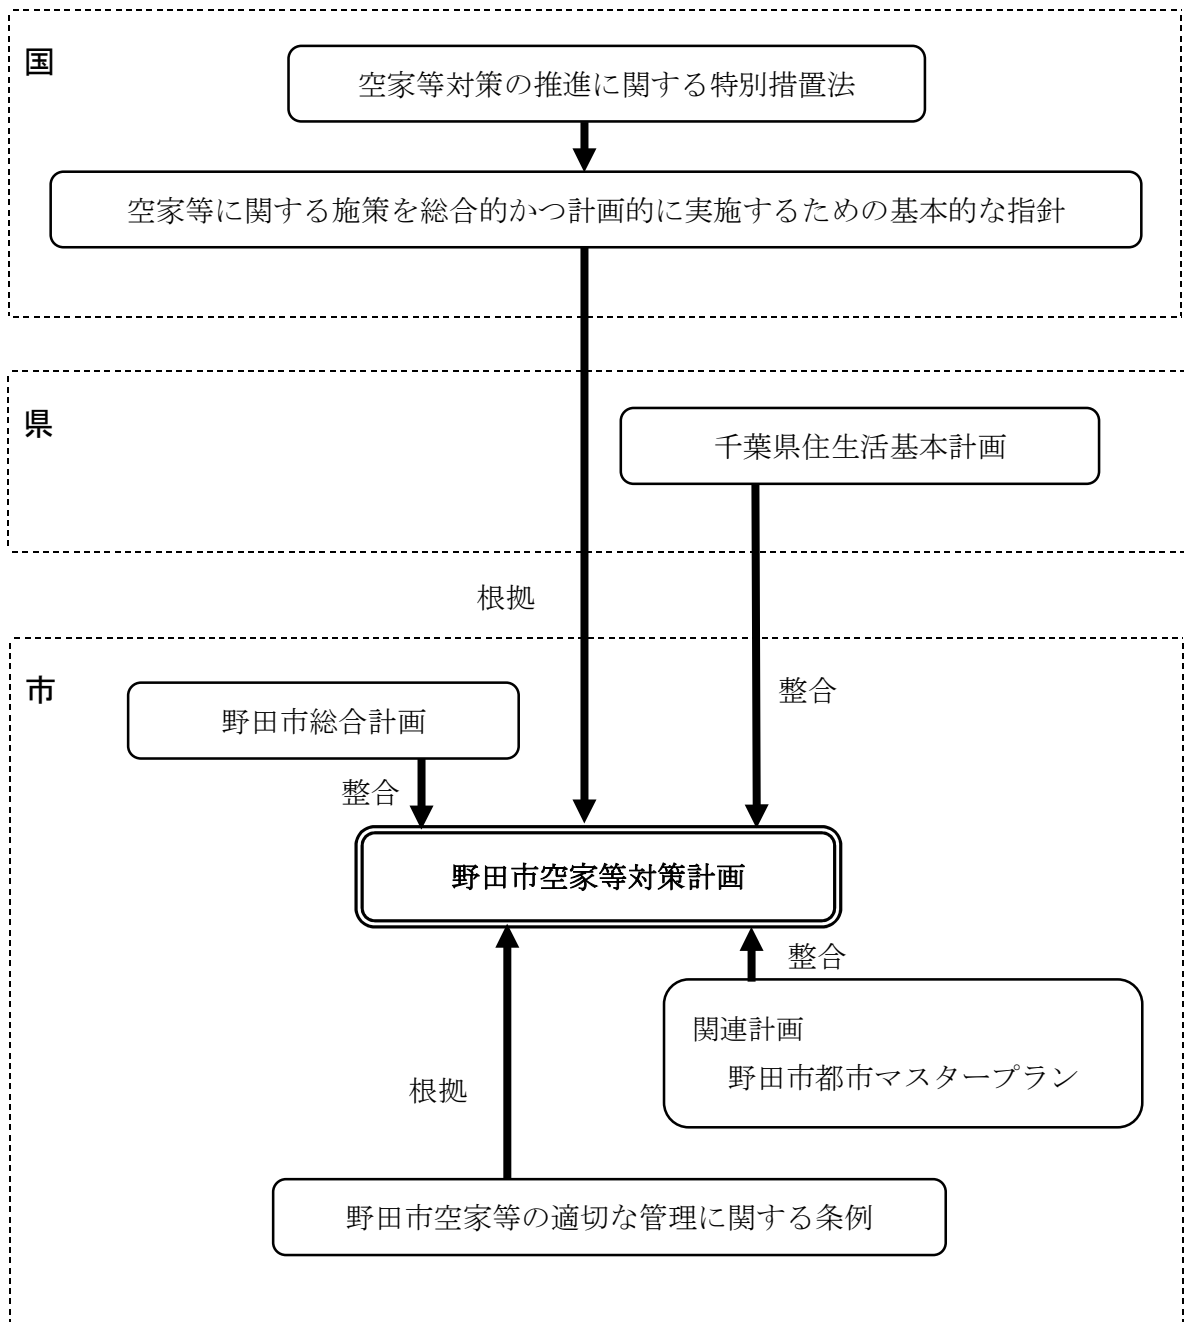 国
空家等対策の推進に関する特別措置法
空家等に関する施策を総合的かつ計画的に実施するための基本的な指針
県
千葉県住生活基本計画
根拠
市
整合
野田市総合計画
整合
野田市空家等対策計画
整合
関連計画
野田市都市マスタープラン
根拠
野田市空家等の適切な管理に関する条例